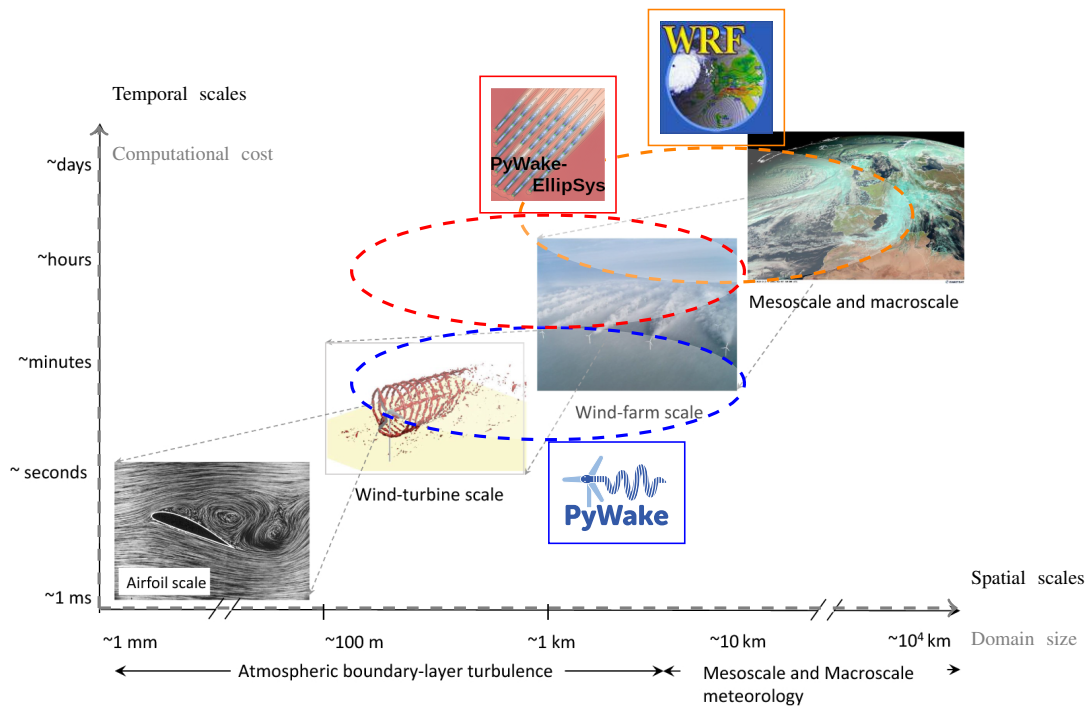 WRF
Temporal scales
Computational cost
PyWake-
EllipSys
~days
~hours
Mesoscale and macroscale
~minutes
Wind-farm scale
~ seconds
Wind-turbine scale
PyWake
Airfoil scale
~1 ms
Spatial scales
~1 mm
~100 m
~1 km
~10 km
~10⁴ km
Domain size
Atmospheric boundary-layer turbulence
Mesoscale and Macroscale
meteorology